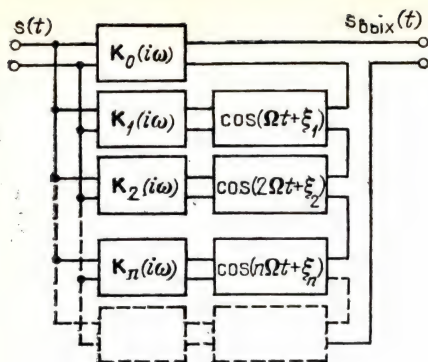 s(t) s_вых(t)
K₀(iω)
K₁(iω) cos(Ωt+ξ₁)
K₂(iω) cos(2Ωt+ξ₂)
Kₙ(iω) cos(nΩt+ξₙ)